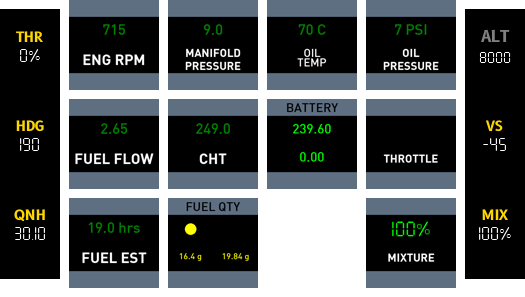 THR
0%
HDG
190
QNH
30.10
715
ENG RPM
9.0
MANIFOLD
PRESSURE
70 C
OIL
TEMP
7 PSI
OIL
PRESSURE
2.65
FUEL FLOW
249.0
CHT
BATTERY
239.60
0.00
THROTTLE
19.0 hrs
FUEL EST
FUEL QTY
16.4 g 19.84 g
100%
MIXTURE
ALT
8000
VS
-45
MIX
100%